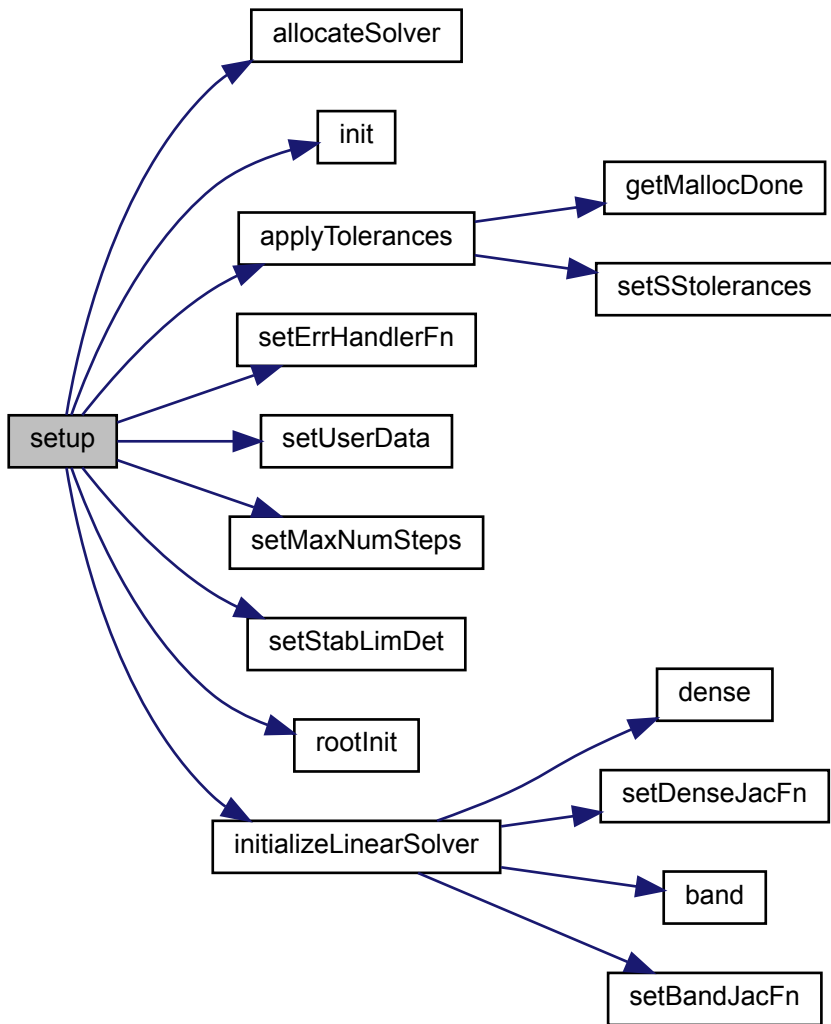 allocateSolver
init
getMallocDone
applyTolerances
setSStolerances
setErrHandlerFn
setup
setUserData
setMaxNumSteps
setStabLimDet
dense
rootInit
setDenseJacFn
initializeLinearSolver
band
setBandJacFn